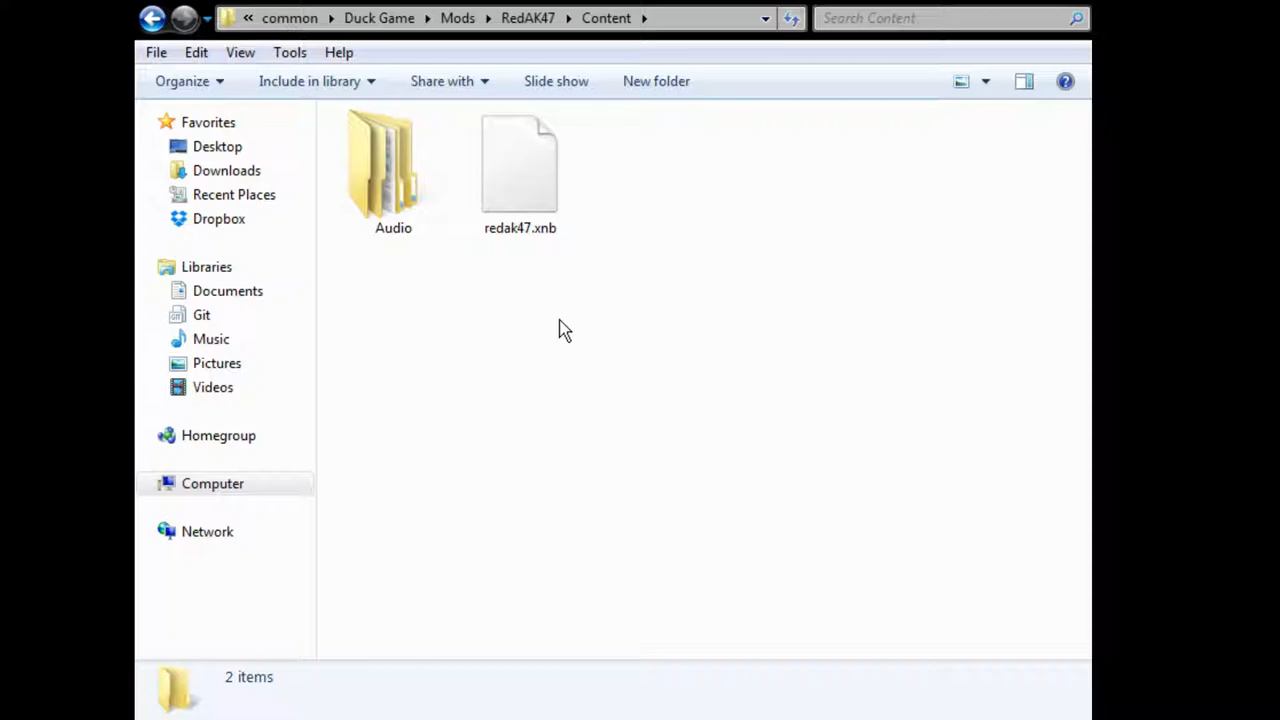 « common Duck Game Mods RedAK47 Content Search Content
File Edit View Tools Help
Organize Include in library Share with Slide show New folder
Favorites
Desktop
Downloads
Recent Places
Dropbox
Libraries
Documents
Git
Music
Pictures
Videos
Homegroup
Computer
Network
Audio
redak47.xnb
2 items